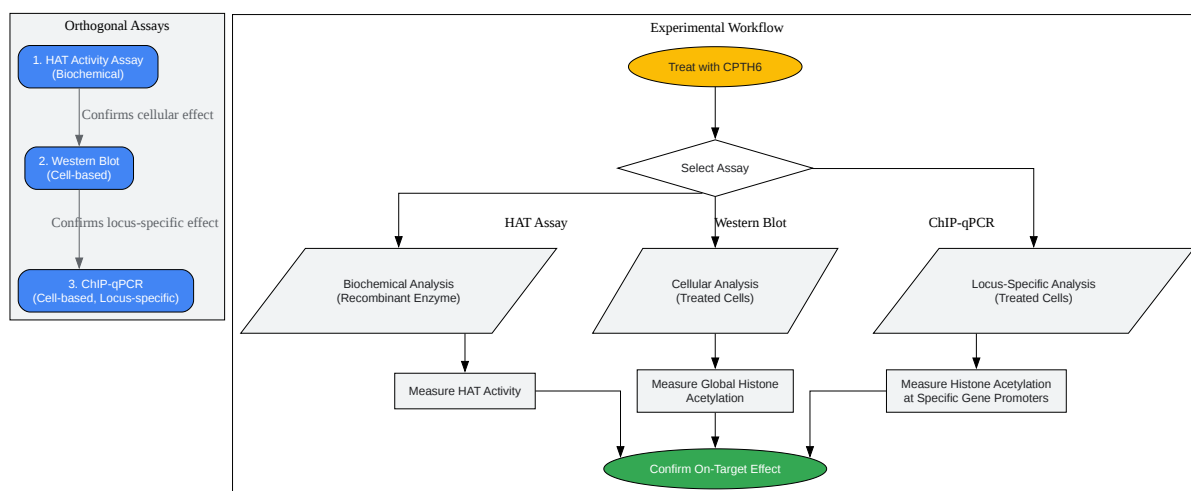 Orthogonal Assays
1. HAT Activity Assay
(Biochemical)
Confirms cellular effect
2. Western Blot
(Cell-based)
Confirms locus-specific effect
3. ChIP-qPCR
(Cell-based, Locus-specific)
Experimental Workflow
Treat with CPTH6
Select Assay
HAT Assay
Western Blot
ChIP-qPCR
Biochemical Analysis
(Recombinant Enzyme)
Cellular Analysis
(Treated Cells)
Locus-Specific Analysis
(Treated Cells)
Measure HAT Activity
Measure Global Histone
Acetylation
Measure Histone Acetylation
at Specific Gene Promoters
Confirm On-Target Effect